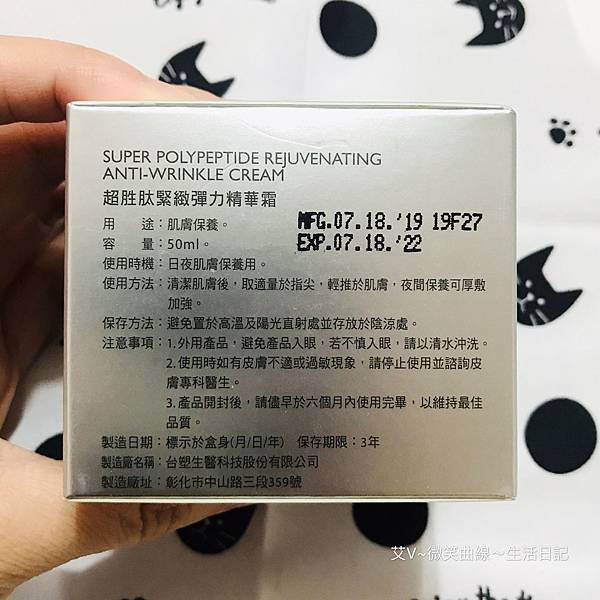 SUPER POLYPEPTIDE REJUVENATING
ANTI-WRINKLE CREAM
超胜肽緊緻彈力精華霜
用　　途：肌膚保養。
MFG.07.18.'19 19F27
容　　量：50ml。
EXP.07.18.'22
使用時機：日夜肌膚保養用。
使用方法：清潔肌膚後，取適量於指尖，輕推於肌膚，夜間保養可厚敷
加強。
保存方法：避免置於高溫及陽光直射處並存放於陰涼處。
注意事項：1.外用產品，避免產品入眼，若不慎入眼，請以清水沖洗。
2.使用時如有皮膚不適或過敏現象，請停止使用並諮詢皮
膚專科醫生。
3.產品開封後，請儘早於六個月內使用完畢，以維持最佳
品質。
製造日期：標示於盒身(月/日/年)　保存期限：3年
製造廠名稱：台塑生醫科技股份有限公司
製造廠址：彰化市中山路三段359號
艾V~微笑曲線～生活日記